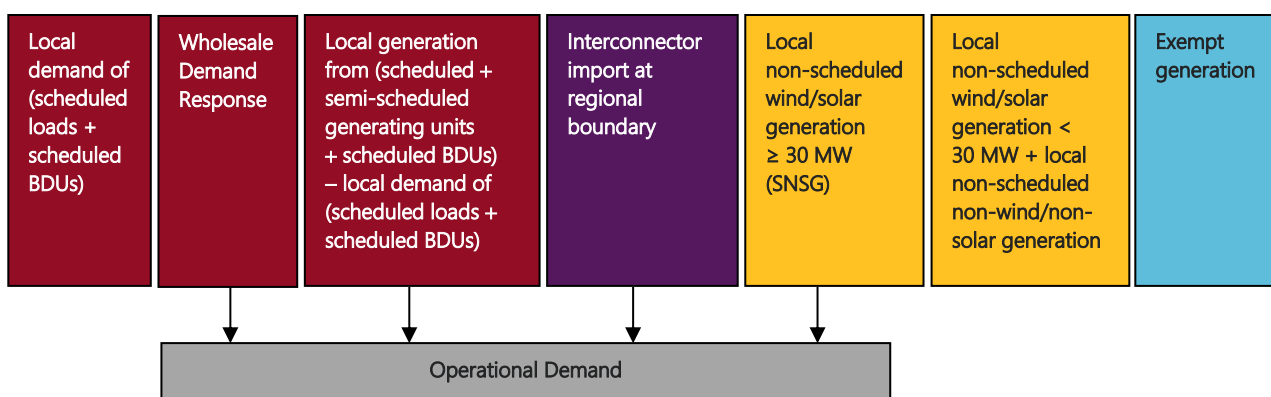 Local
demand of
(scheduled
loads +
scheduled
BDUs)
Wholesale
Demand
Response
Local generation
from (scheduled +
semi-scheduled
generating units
+ scheduled BDUs)
– local demand of
(scheduled loads +
scheduled BDUs)
Interconnector
import at
regional
boundary
Local
non-scheduled
wind/solar
generation
≥ 30 MW
(SNSG)
Local
non-scheduled
wind/solar
generation <
30 MW + local
non-scheduled
non-wind/non-
solar generation
Exempt
generation
Operational Demand